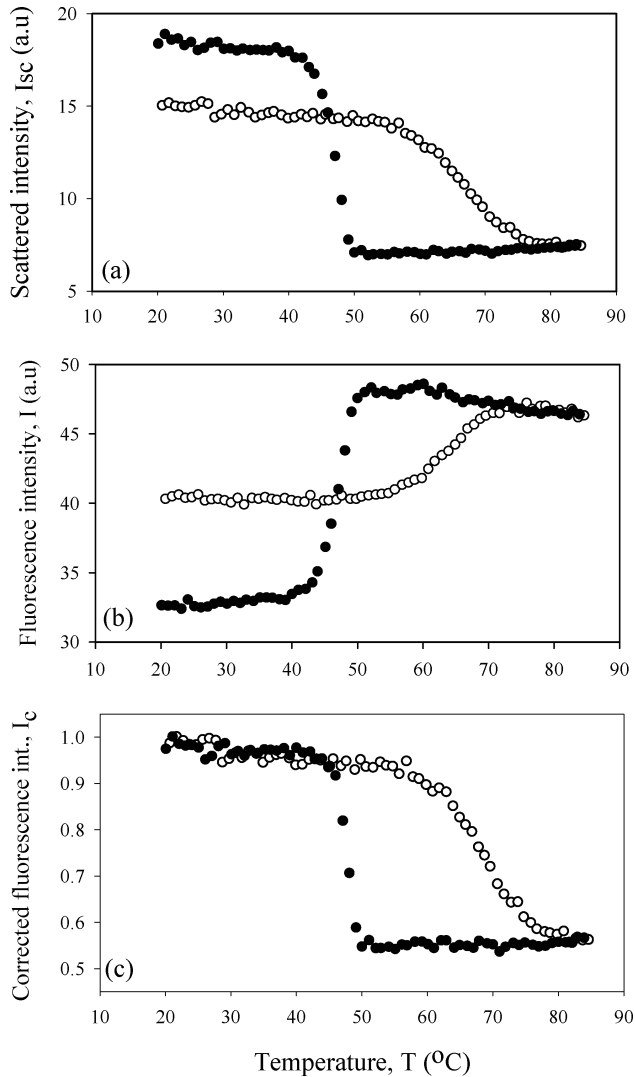 Scattered intensity, Isc (a.u)
20
15
10
5
(a)
10 20 30 40 50 60 70 80 90
Fluorescence intensity, I (a.u)
50
45
40
35
30
(b)
10 20 30 40 50 60 70 80 90
Corrected fluorescence int., Ic
1.0
0.9
0.8
0.7
0.6
0.5
(c)
10 20 30 40 50 60 70 80 90
Temperature, T (ºC)